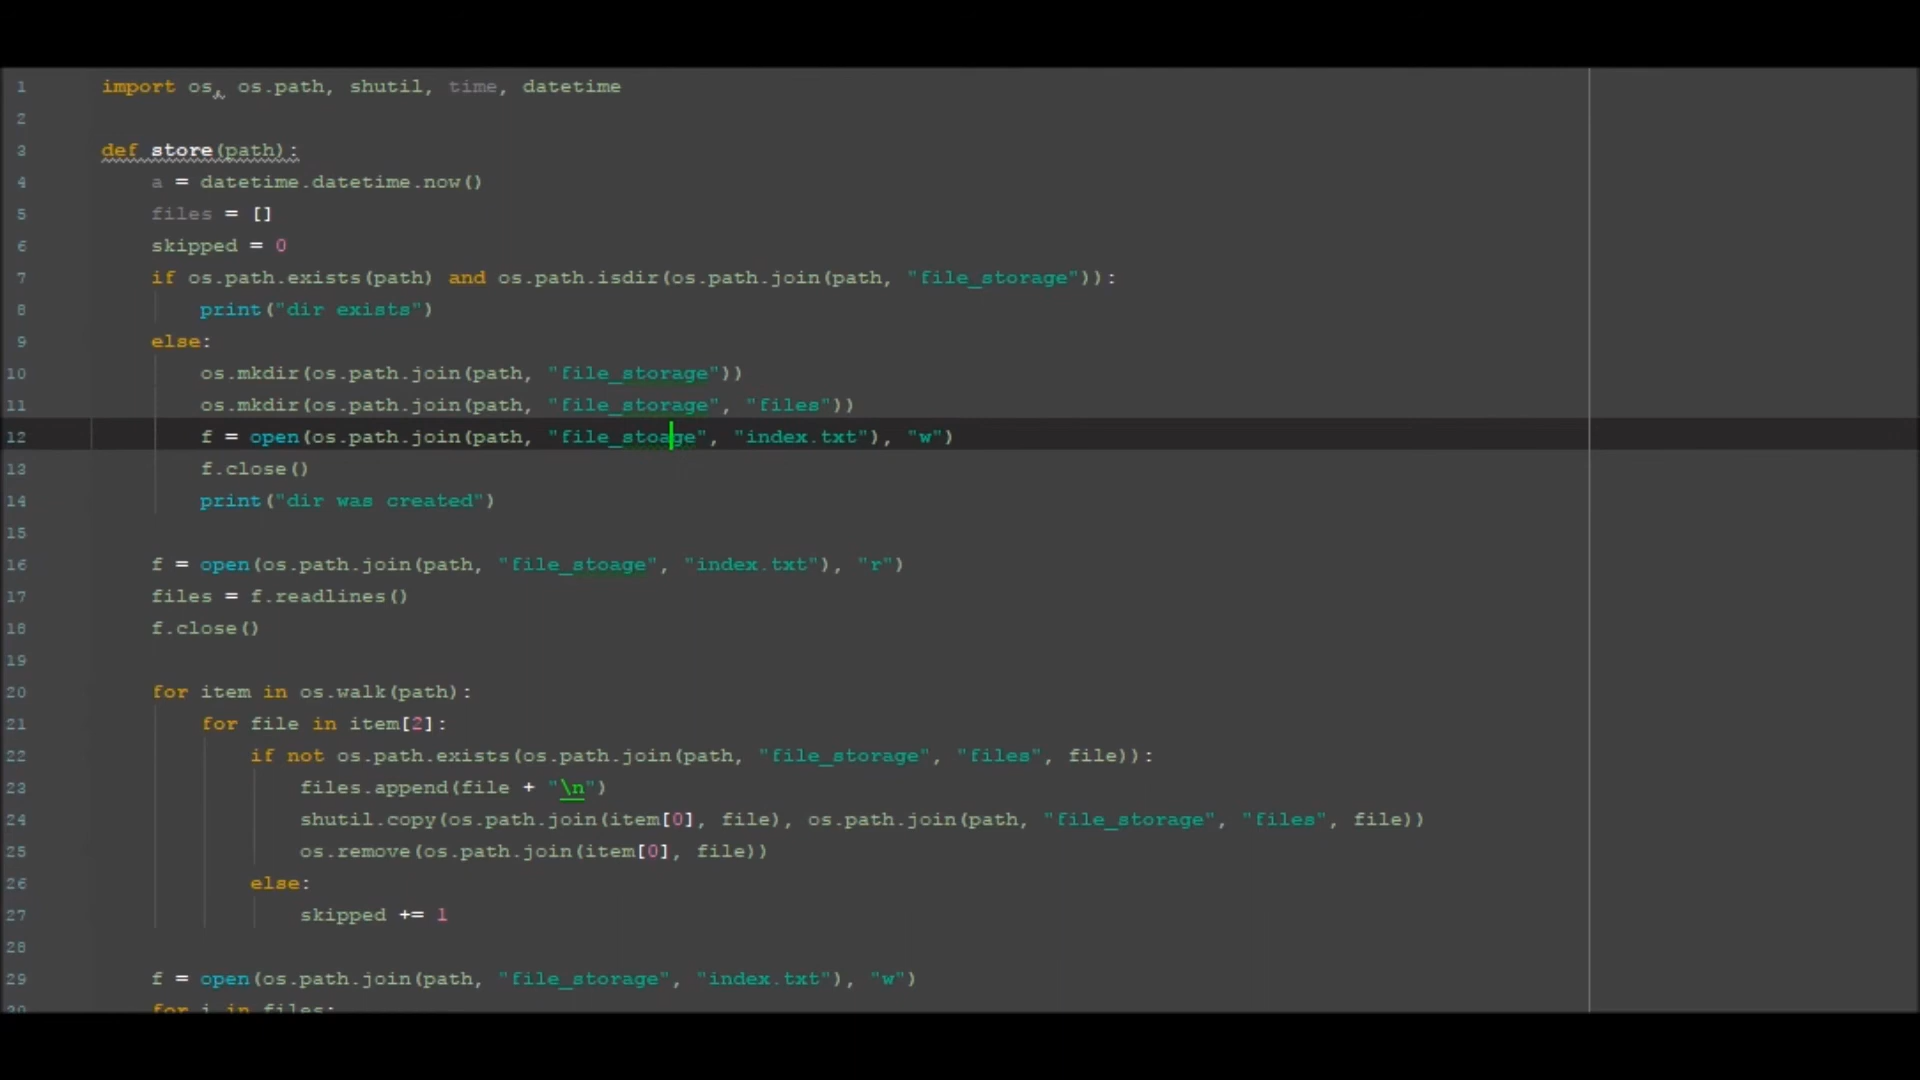 1 import os, os.path, shutil, time, datetime
2
3 def store(path):
4     a = datetime.datetime.now()
5     files = []
6     skipped = 0
7     if os.path.exists(path) and os.path.isdir(os.path.join(path, "file_storage")):
8         print("dir exists")
9     else:
10         os.mkdir(os.path.join(path, "file_storage"))
11         os.mkdir(os.path.join(path, "file_storage", "files"))
12         f = open(os.path.join(path, "file_stoage", "index.txt"), "w")
13         f.close()
14         print("dir was created")
15
16     f = open(os.path.join(path, "file_stoage", "index.txt"), "r")
17     files = f.readlines()
18     f.close()
19
20     for item in os.walk(path):
21         for file in item[2]:
22             if not os.path.exists(os.path.join(path, "file_storage", "files", file)):
23                 files.append(file + "\n")
24                 shutil.copy(os.path.join(item[0], file), os.path.join(path, "file_storage", "files", file))
25                 os.remove(os.path.join(item[0], file))
26             else:
27                 skipped += 1
28
29     f = open(os.path.join(path, "file_storage", "index.txt"), "w")
30     for i in files: